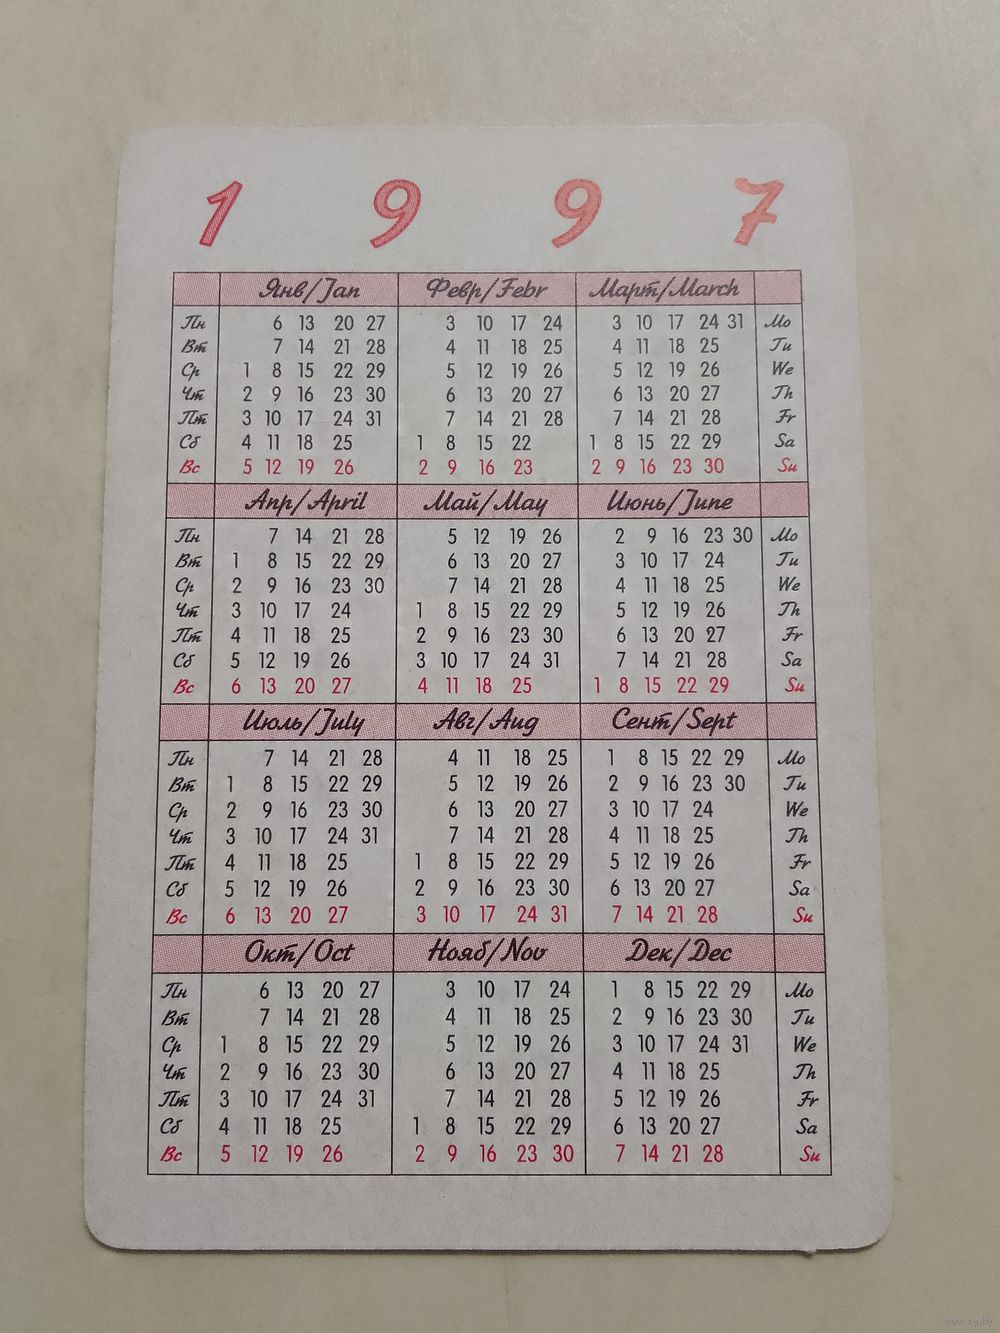 1 9 9 7
Янв/Jan Февр/Febr Март/March
Пн 6 13 20 27 3 10 17 24 3 10 17 24 31 Mo
Вт 7 14 21 28 4 11 18 25 4 11 18 25 Tu
Ср 1 8 15 22 29 5 12 19 26 5 12 19 26 We
Чт 2 9 16 23 30 6 13 20 27 6 13 20 27 Th
Пт 3 10 17 24 31 7 14 21 28 7 14 21 28 Fr
Сб 4 11 18 25 1 8 15 22 1 8 15 22 29 Sa
Вс 5 12 19 26 2 9 16 23 2 9 16 23 30 Su
Апр/April Май/May Июнь/June
Пн 7 14 21 28 5 12 19 26 2 9 16 23 30 Mo
Вт 1 8 15 22 29 6 13 20 27 3 10 17 24 Tu
Ср 2 9 16 23 30 7 14 21 28 4 11 18 25 We
Чт 3 10 17 24 1 8 15 22 29 5 12 19 26 Th
Пт 4 11 18 25 2 9 16 23 30 6 13 20 27 Fr
Сб 5 12 19 26 3 10 17 24 31 7 14 21 28 Sa
Вс 6 13 20 27 4 11 18 25 1 8 15 22 29 Su
Июль/July Авг/Aug Сент/Sept
Пн 7 14 21 28 4 11 18 25 1 8 15 22 29 Mo
Вт 1 8 15 22 29 5 12 19 26 2 9 16 23 30 Tu
Ср 2 9 16 23 30 6 13 20 27 3 10 17 24 We
Чт 3 10 17 24 31 7 14 21 28 4 11 18 25 Th
Пт 4 11 18 25 1 8 15 22 29 5 12 19 26 Fr
Сб 5 12 19 26 2 9 16 23 30 6 13 20 27 Sa
Вс 6 13 20 27 3 10 17 24 31 7 14 21 28 Su
Окт/Oct Нояб/Nov Дек/Dec
Пн 6 13 20 27 3 10 17 24 1 8 15 22 29 Mo
Вт 7 14 21 28 4 11 18 25 2 9 16 23 30 Tu
Ср 1 8 15 22 29 5 12 19 26 3 10 17 24 31 We
Чт 2 9 16 23 30 6 13 20 27 4 11 18 25 Th
Пт 3 10 17 24 31 7 14 21 28 5 12 19 26 Fr
Сб 4 11 18 25 1 8 15 22 29 6 13 20 27 Sa
Вс 5 12 19 26 2 9 16 23 30 7 14 21 28 Su
www.ay.by